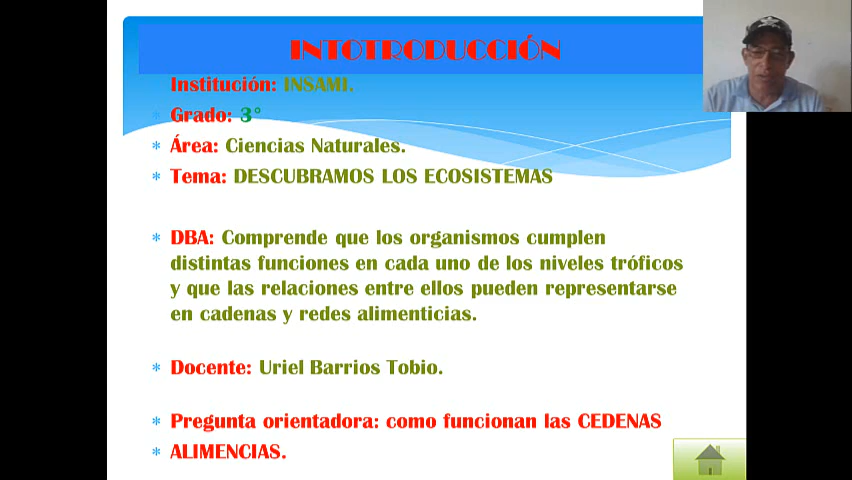 INTOTRODUCCIÓN
Institución: INSAMI.
* Grado: 3°
* Área: Ciencias Naturales.
* Tema: DESCUBRAMOS LOS ECOSISTEMAS
* DBA: Comprende que los organismos cumplen
distintas funciones en cada uno de los niveles tróficos
y que las relaciones entre ellos pueden representarse
en cadenas y redes alimenticias.
* Docente: Uriel Barrios Tobio.
* Pregunta orientadora: como funcionan las CEDENAS
* ALIMENCIAS.